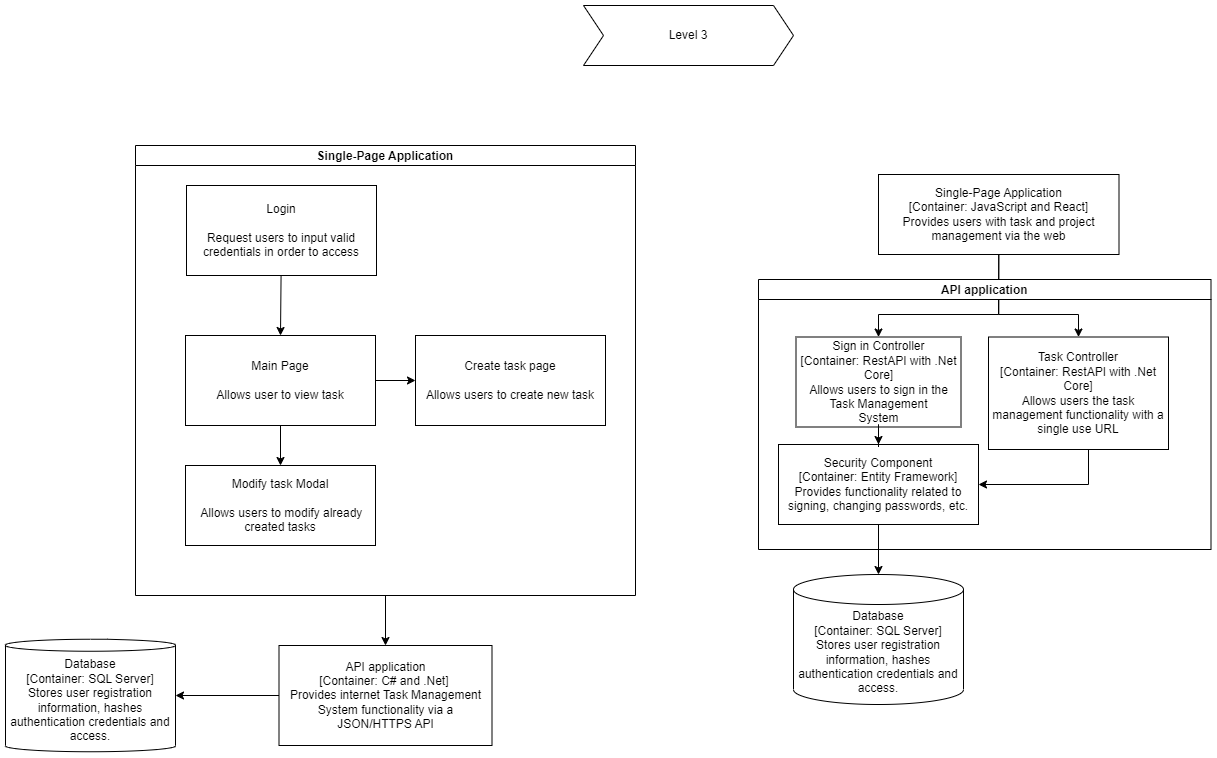 Level 3
Single-Page Application
Login
Request users to input valid
credentials in order to access
Main Page
Allows user to view task
Create task page
Allows users to create new task
Modify task Modal
Allows users to modify already
created tasks
API application
[Container: C# and .Net]
Provides internet Task Management
System functionality via a
JSON/HTTPS API
Database
[Container: SQL Server]
Stores user registration
information, hashes
authentication credentials and
access.
Single-Page Application
[Container: JavaScript and React]
Provides users with task and project
management via the web
API application
Sign in Controller
[Container: RestAPI with .Net
Core]
Allows users to sign in the
Task Management
System
Task Controller
[Container: RestAPI with .Net
Core]
Allows users the task
management functionality with a
single use URL
Security Component
[Container: Entity Framework]
Provides functionality related to
signing, changing passwords, etc.
Database
[Container: SQL Server]
Stores user registration
information, hashes
authentication credentials and
access.